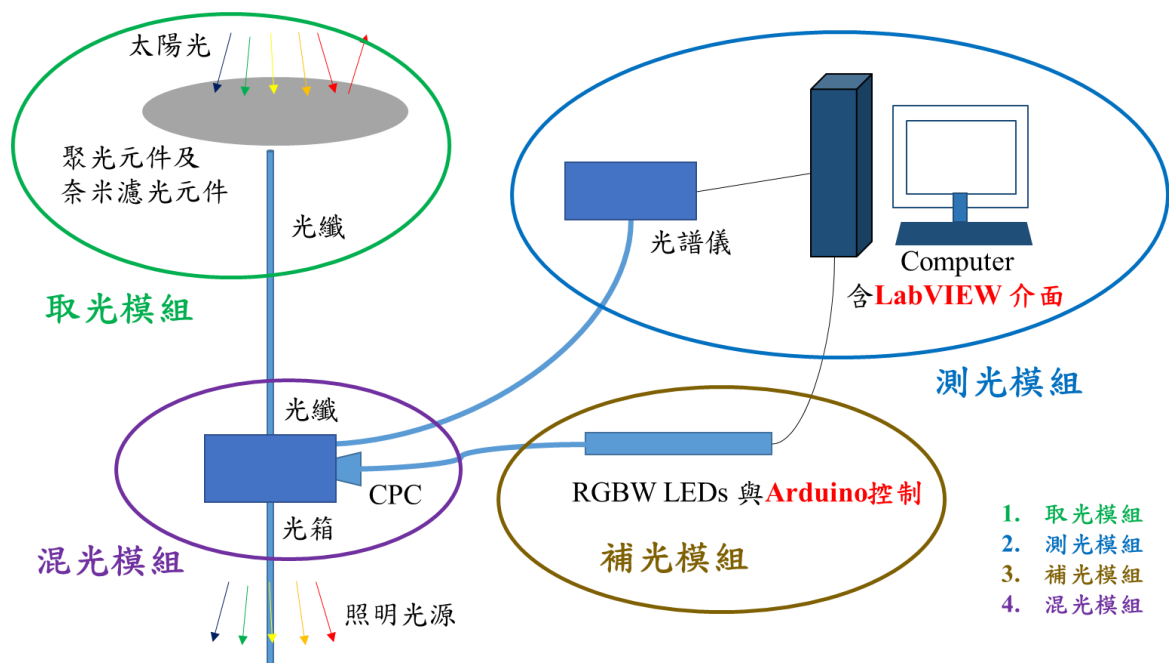 太陽光
聚光元件及
奈米濾光元件
光纖
取光模組
光譜儀
Computer
含LabVIEW 介面
測光模組
光纖
CPC
光箱
混光模組
RGBW LEDs 與Arduino控制
補光模組
照明光源
1. 取光模組
2. 測光模組
3. 補光模組
4. 混光模組